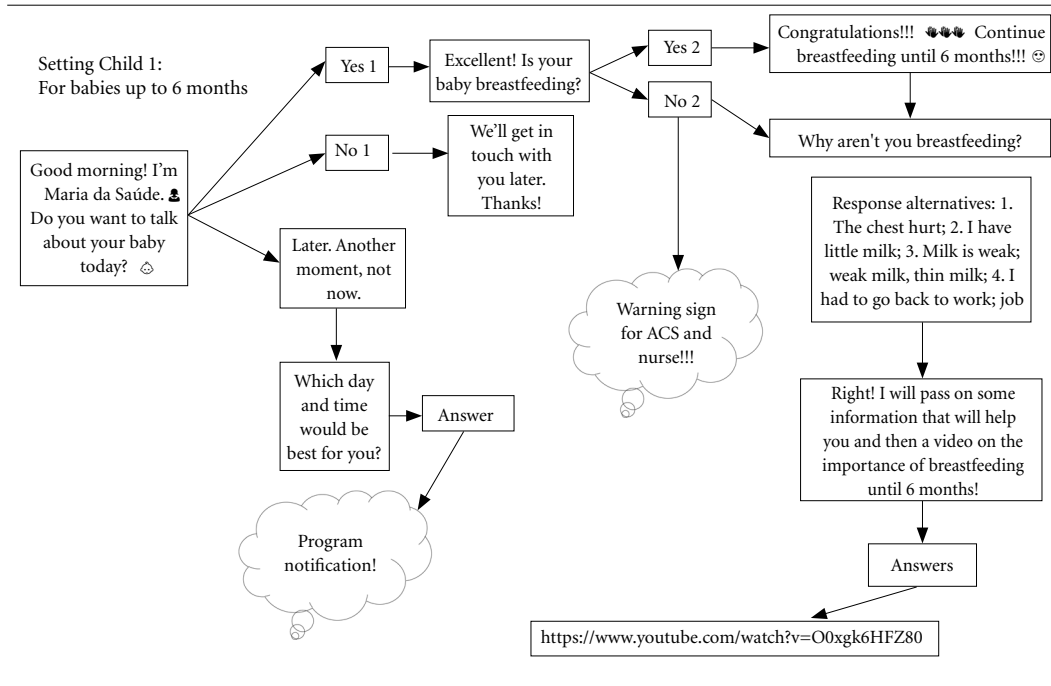 Setting Child 1:
For babies up to 6 months
Good morning! I’m
Maria da Saúde.
Do you want to talk
about your baby
today?
Yes 1
Excellent! Is your
baby breastfeeding?
Yes 2
Congratulations!!! 👋👋👋 Continue
breastfeeding until 6 months!!! 🙂
No 2
Why aren't you breastfeeding?
No 1
We’ll get in
touch with
you later.
Thanks!
Later. Another
moment, not
now.
Which day
and time
would be
best for you?
Answer
Program
notification!
Warning sign
for ACS and
nurse!!!
Response alternatives: 1.
The chest hurt; 2. I have
little milk; 3. Milk is weak;
weak milk, thin milk; 4. I
had to go back to work; job
Right! I will pass on some
information that will help
you and then a video on the
importance of breastfeeding
until 6 months!
Answers
https://www.youtube.com/watch?v=O0xgk6HFZ80